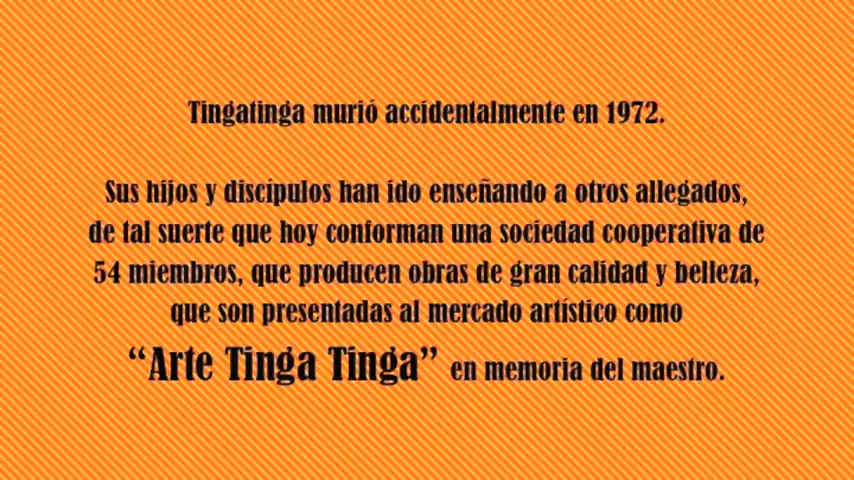 Tingatinga murió accidentalmente en 1972.
Sus hijos y discípulos han ido enseñando a otros allegados,
de tal suerte que hoy conforman una sociedad cooperativa de
54 miembros, que producen obras de gran calidad y belleza,
que son presentadas al mercado artístico como
“Arte Tinga Tinga” en memoria del maestro.